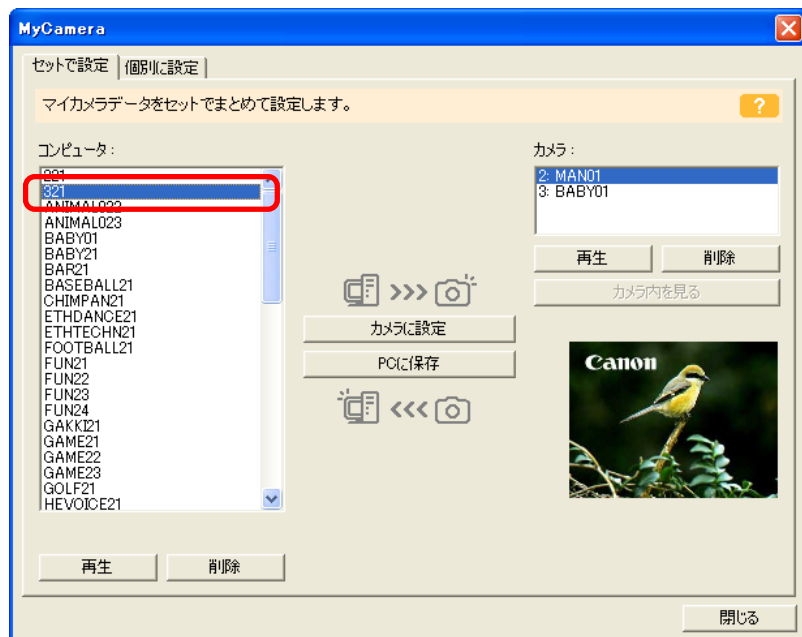 MyCamera
セットで設定
個別に設定
マイカメラデータをセットでまとめて設定します。
?
コンピュータ:
221
321
ANIMAL022
ANIMAL023
BABY01
BABY21
BAR21
BASEBALL21
CHIMPAN21
ETHDANCE21
ETHTECHN21
FOOTBALL21
FUN21
FUN22
FUN23
FUN24
GAKKI21
GAME21
GAME22
GAME23
GOLF21
HEVOICE21
再生
削除
>>>
カメラに設定
PCに保存
<<<
カメラ:
2: MAN01
3: BABY01
再生
削除
カメラ内を見る
Canon
閉じる